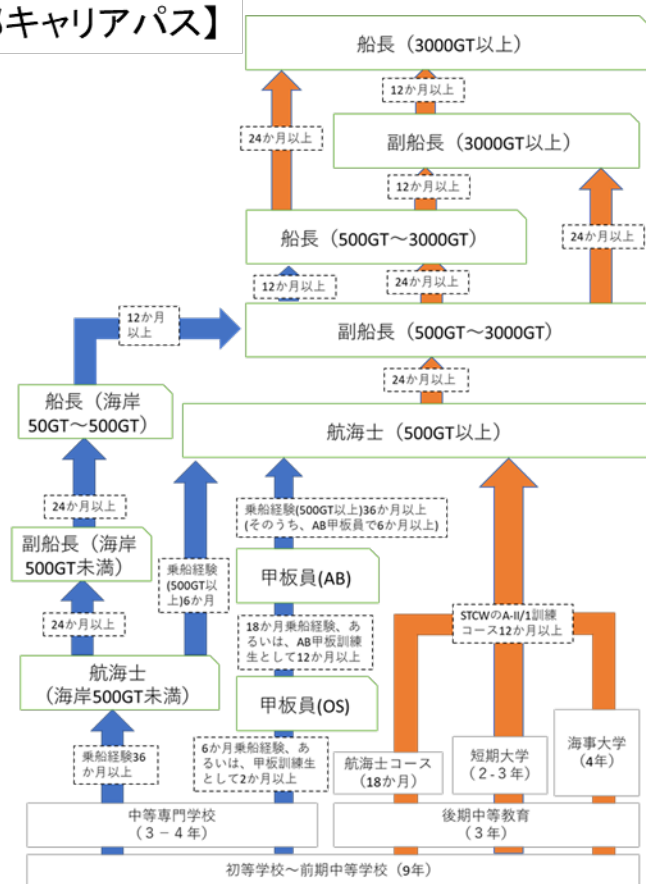 キャリアパス】
船長（3000GT以上）
24か月以上
12か月以上
副船長（3000GT以上）
12か月以上
24か月以上
船長（500GT～3000GT）
12か月以上
24か月以上
12か月
以上
副船長（500GT～3000GT）
24か月以上
船長（海岸
50GT～500GT）
航海士（500GT以上）
24か月以上
乗船経験(500GT以上)36か月以上
(そのうち、AB甲板員で6か月以上)
副船長（海岸
500GT未満）
乗船経験
(500GT以
上)6か月
甲板員(AB)
24か月以上
18か月乗船経験、あ
るいは、AB甲板訓練
生として12か月以上
STCWのA-II/1訓練
コース12か月以上
航海士
（海岸500GT未満）
甲板員(OS)
乗船経験36
か月以上
6か月乗船経験、あ
るいは、甲板訓練生
として2か月以上
航海士コース
（18か月）
短期大学
（2-3年）
海事大学
（4年）
中等専門学校
（3－4年）
後期中等教育
（3年）
初等学校～前期中等学校（9年）